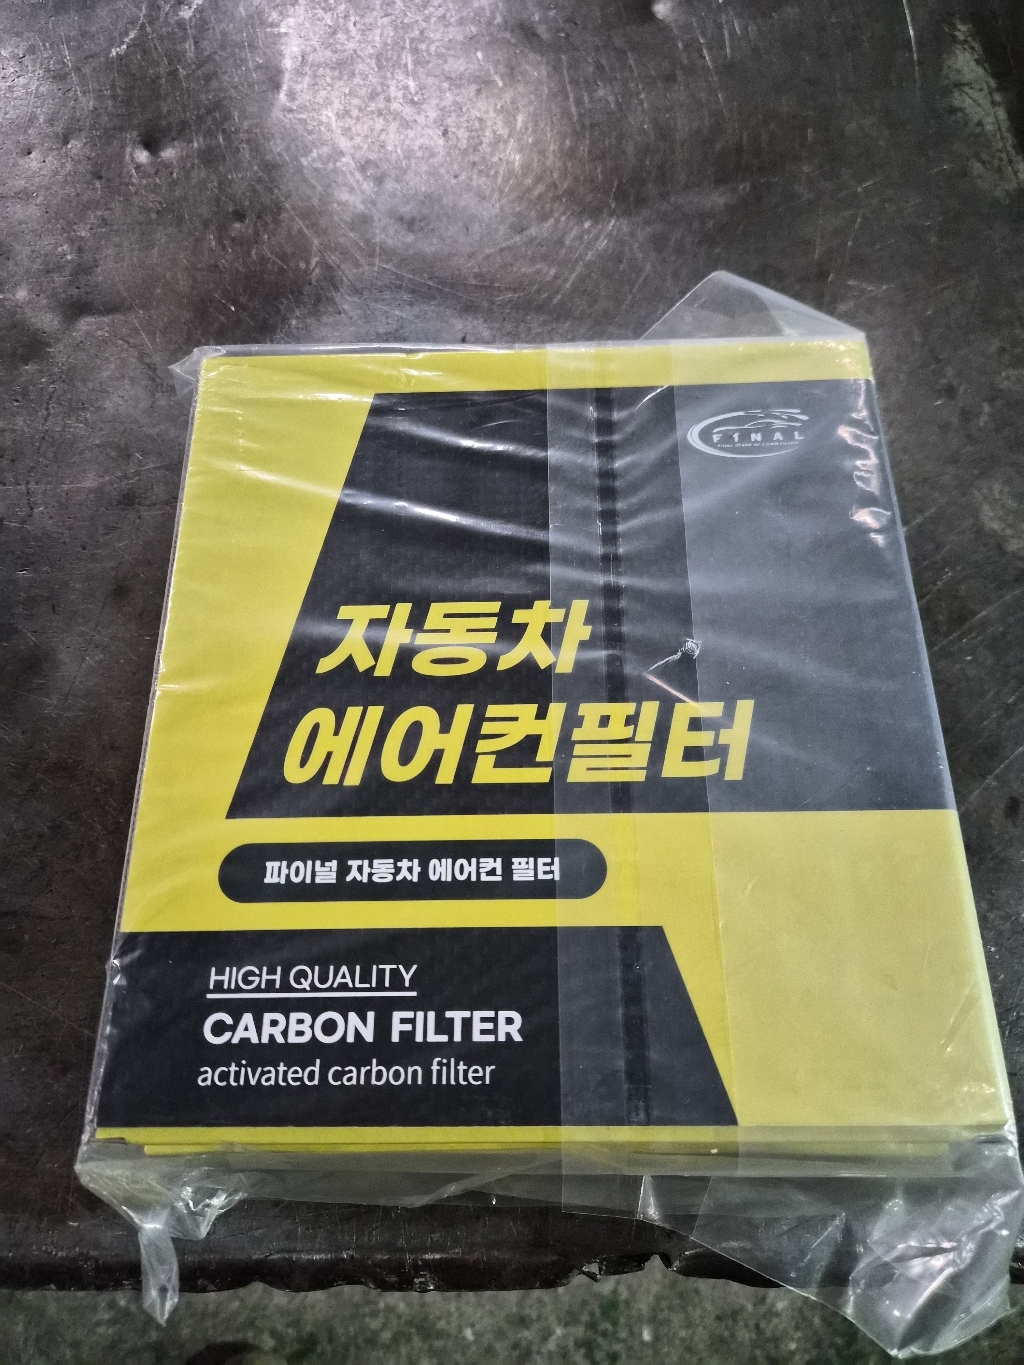 F1NAL
자동차
에어컨필터
파이널 자동차 에어컨 필터
HIGH QUALITY
CARBON FILTER
activated carbon filter